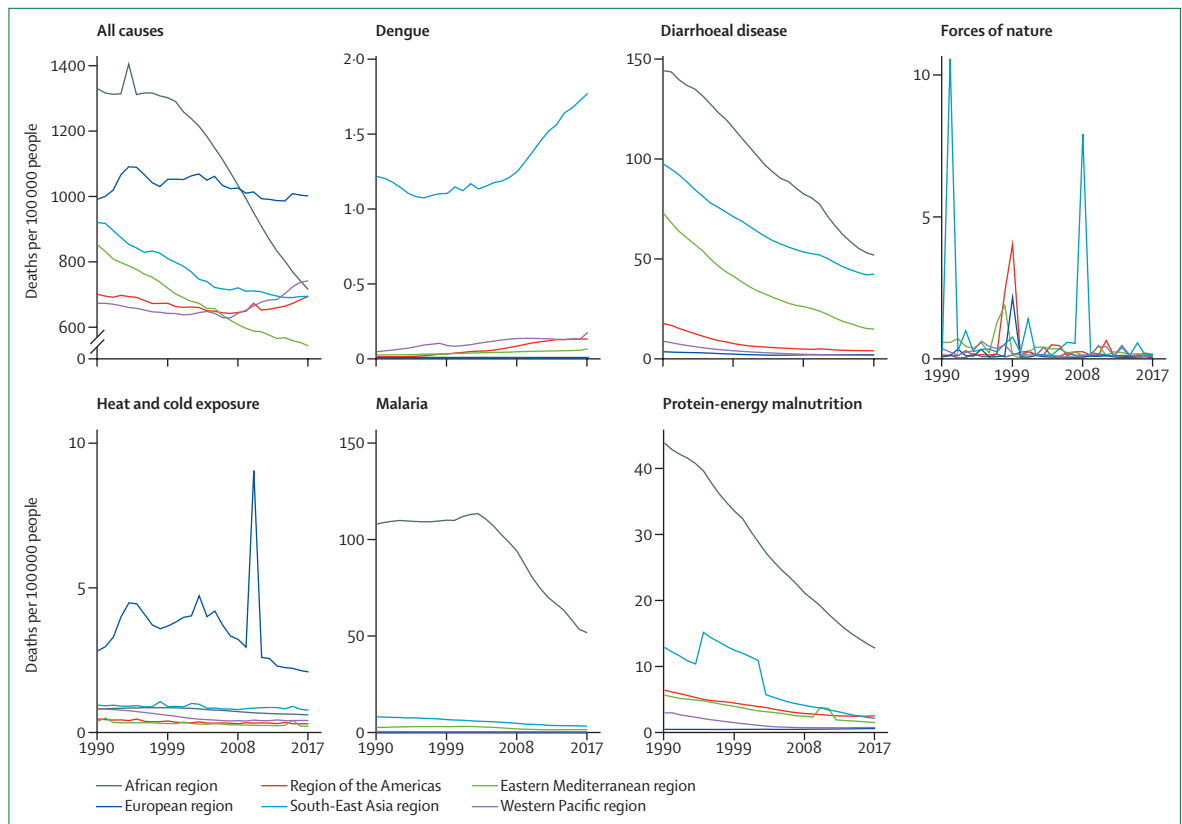 All causes
Dengue
Diarrhoeal disease
Forces of nature
Deaths per 100 000 people
1400
1200
1000
800
600
0
2·0
1·5
1·0
0·5
0
150
100
50
0
10
5
0
1990 1999 2008 2017
Heat and cold exposure
Malaria
Protein-energy malnutrition
Deaths per 100 000 people
10
5
0
1990 1999 2008 2017
150
100
50
0
1990 1999 2008 2017
40
30
20
10
0
1990 1999 2008 2017
African region
Region of the Americas
Eastern Mediterranean region
European region
South-East Asia region
Western Pacific region